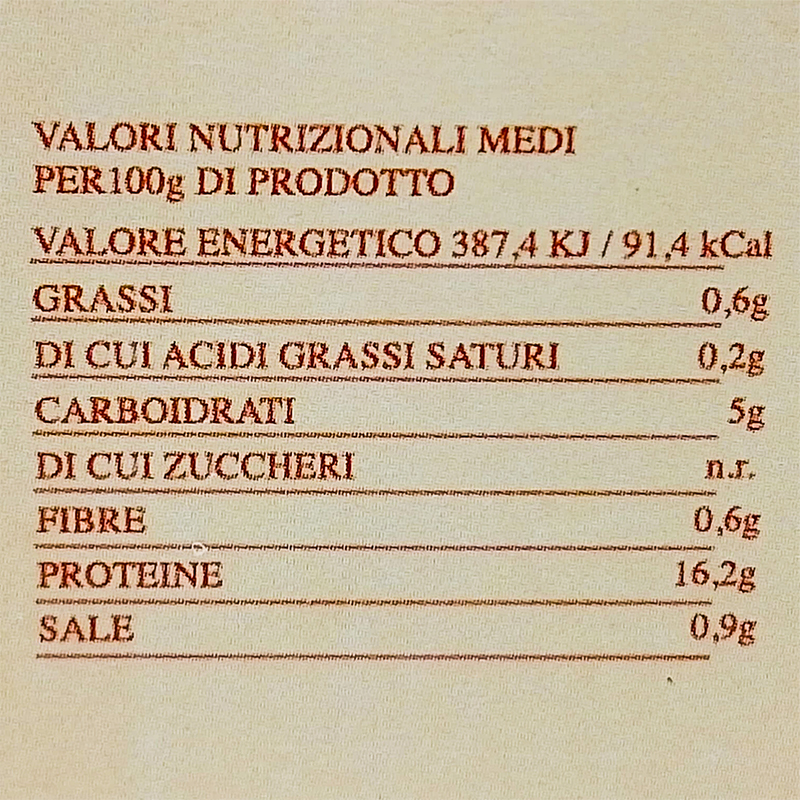 VALORI NUTRIZIONALI MEDI
PER100g DI PRODOTTO
VALORE ENERGETICO 387,4 KJ / 91,4 kCal
GRASSI 0,6g
DI CUI ACIDI GRASSI SATURI 0,2g
CARBOIDRATI 5g
DI CUI ZUCCHERI n.r.
FIBRE 0,6g
PROTEINE 16,2g
SALE 0,9g